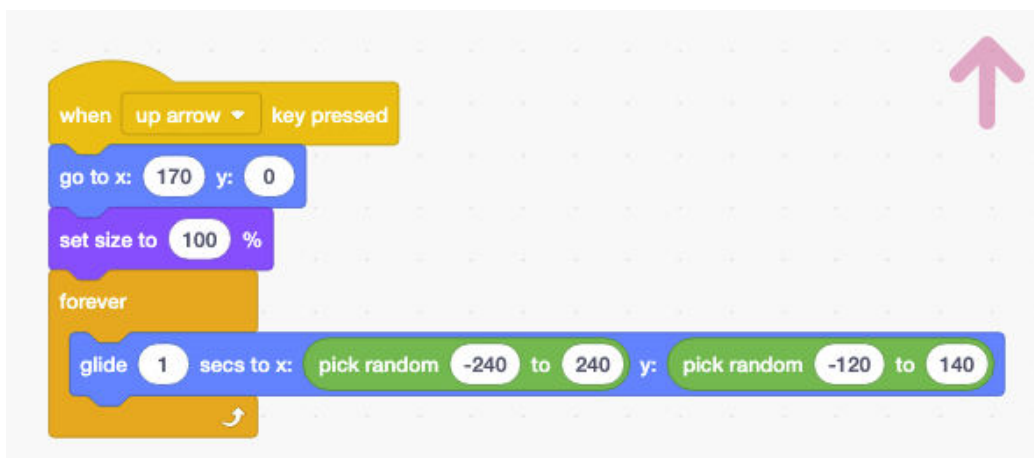 when up arrow key pressed
go to x: 170 y: 0
set size to 100 %
forever
glide 1 secs to x: pick random -240 to 240 y: pick random -120 to 140